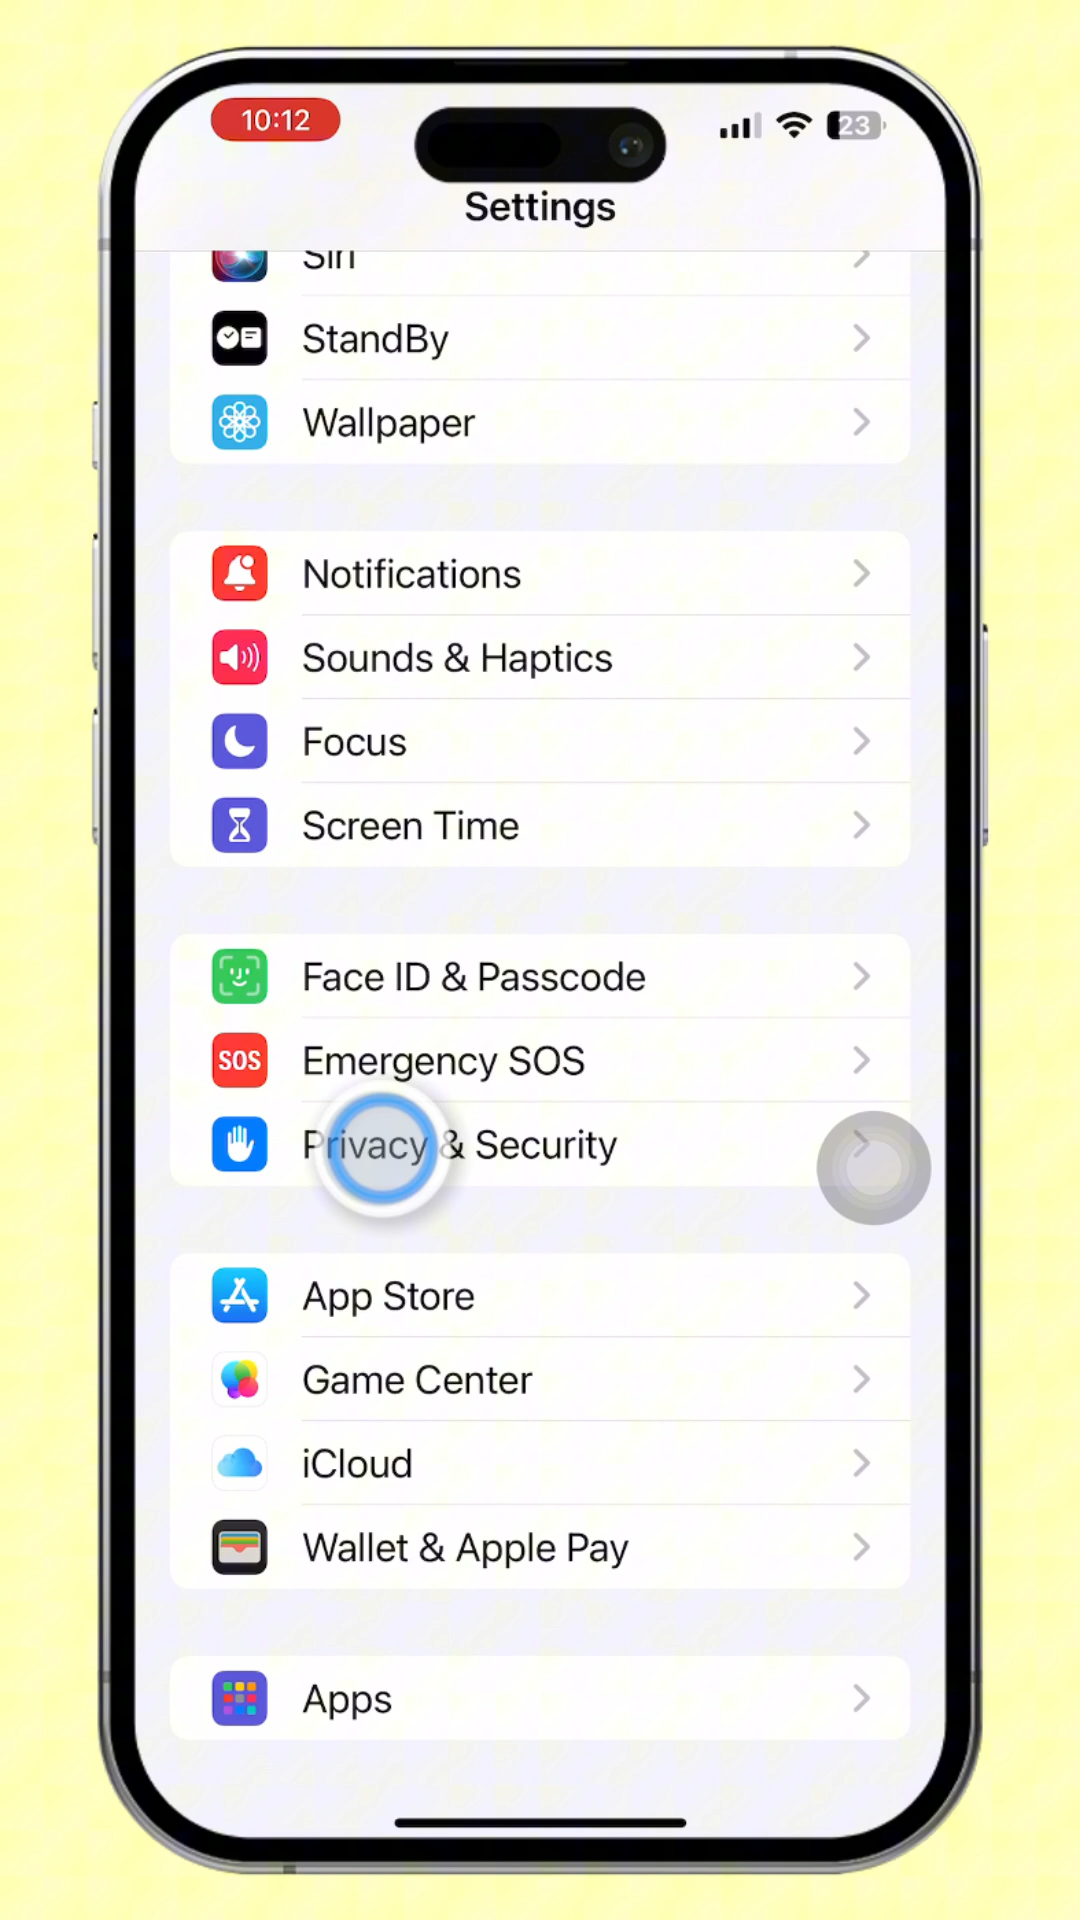 10:12
23
Settings
Siri
StandBy
Wallpaper
Notifications
Sounds & Haptics
Focus
Screen Time
Face ID & Passcode
SOS
Emergency SOS
Privacy & Security
App Store
Game Center
iCloud
Wallet & Apple Pay
Apps